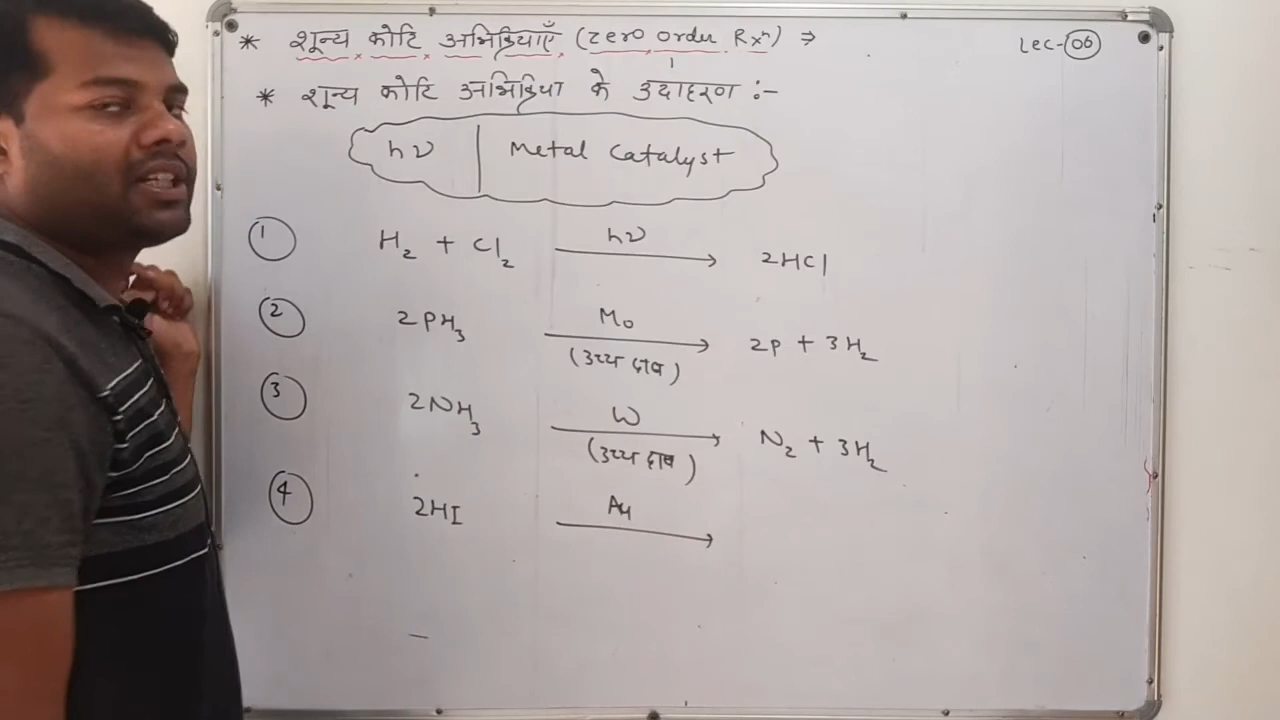 * शून्य कोटि अभिक्रियाएँ (Zero order Rxⁿ) ⇒
Lec-06
* शून्य कोटि अभिक्रिया के उदाहरण :-
hν | Metal Catalyst
① H₂ + Cl₂ hν → 2HCl
② 2PH₃ Mo → (उच्च दाब) 2P + 3H₂
③ 2NH₃ W → (उच्च दाब) N₂ + 3H₂
④ 2HI Au →